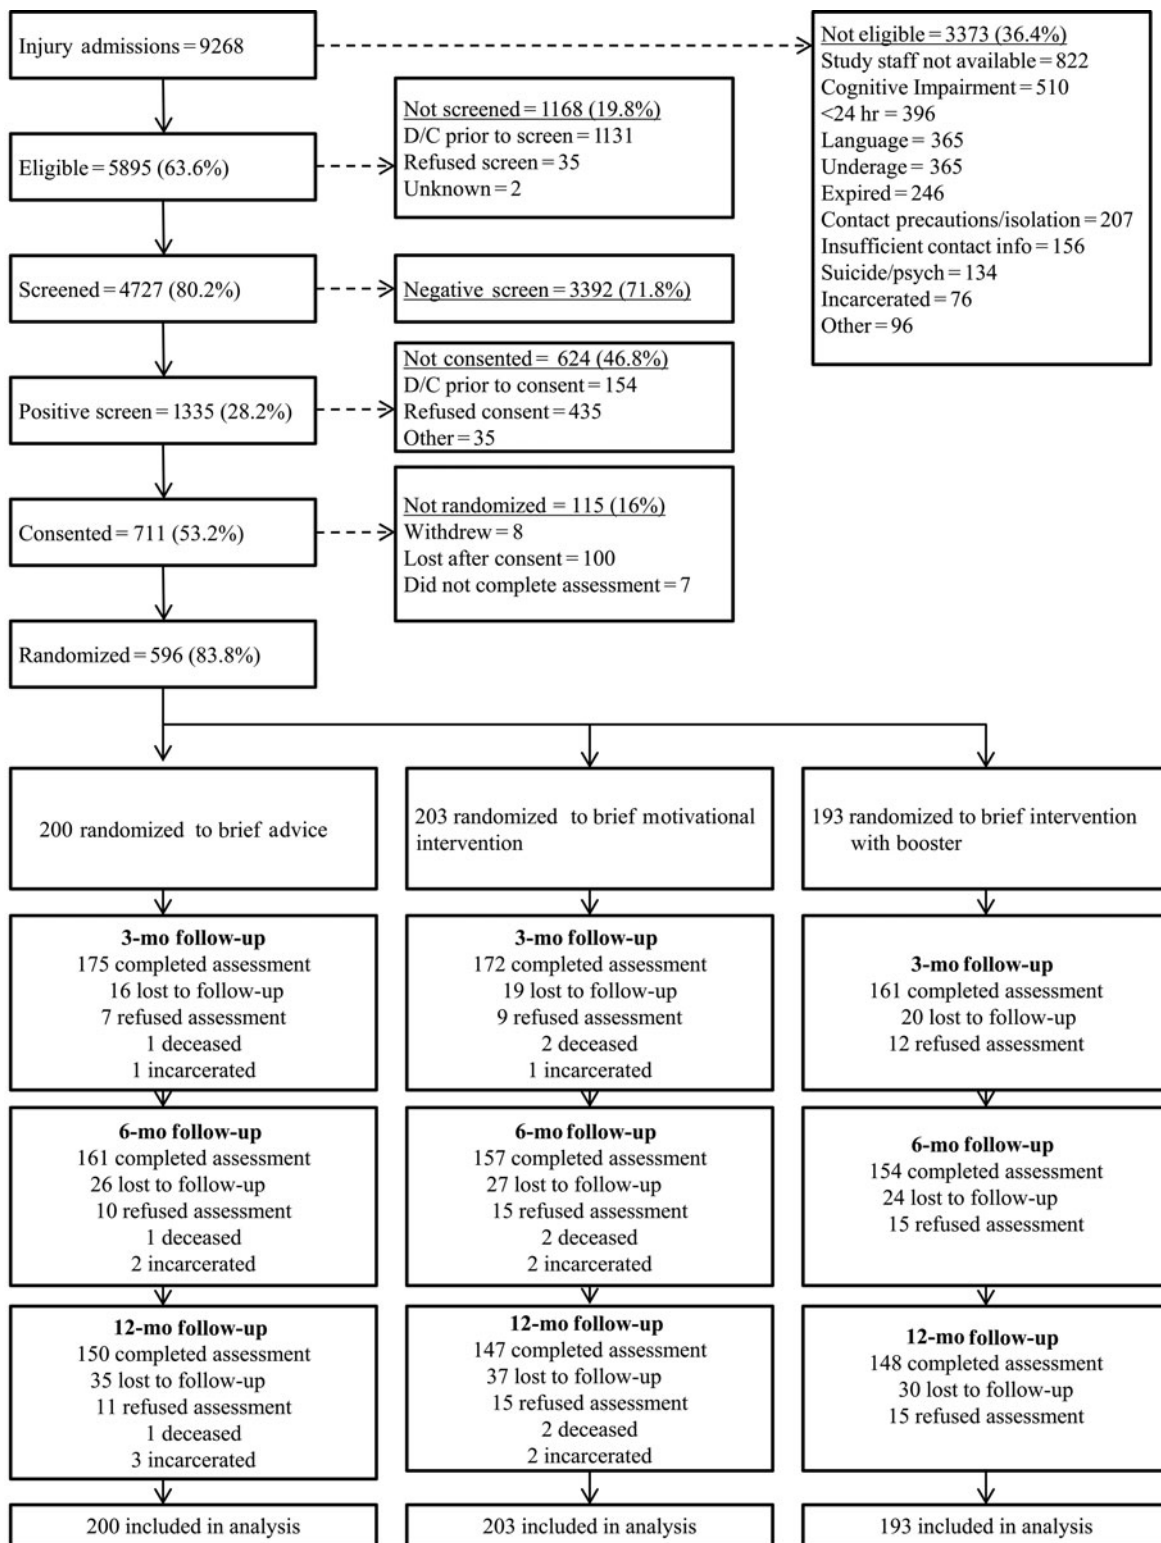 Injury admissions = 9268
Not eligible = 3373 (36.4%)
Study staff not available = 822
Cognitive Impairment = 510
<24 hr = 396
Language = 365
Underage = 365
Expired = 246
Contact precautions/isolation = 207
Insufficient contact info = 156
Suicide/psych = 134
Incarcerated = 76
Other = 96
Not screened = 1168 (19.8%)
D/C prior to screen = 1131
Refused screen = 35
Unknown = 2
Eligible = 5895 (63.6%)
Screened = 4727 (80.2%)
Negative screen = 3392 (71.8%)
Not consented = 624 (46.8%)
D/C prior to consent = 154
Refused consent = 435
Other = 35
Positive screen = 1335 (28.2%)
Consented = 711 (53.2%)
Not randomized = 115 (16%)
Withdrew = 8
Lost after consent = 100
Did not complete assessment = 7
Randomized = 596 (83.8%)
200 randomized to brief advice
203 randomized to brief motivational
intervention
193 randomized to brief intervention
with booster
3-mo follow-up
175 completed assessment
16 lost to follow-up
7 refused assessment
1 deceased
1 incarcerated
3-mo follow-up
172 completed assessment
19 lost to follow-up
9 refused assessment
2 deceased
1 incarcerated
3-mo follow-up
161 completed assessment
20 lost to follow-up
12 refused assessment
6-mo follow-up
161 completed assessment
26 lost to follow-up
10 refused assessment
1 deceased
2 incarcerated
6-mo follow-up
157 completed assessment
27 lost to follow-up
15 refused assessment
2 deceased
2 incarcerated
6-mo follow-up
154 completed assessment
24 lost to follow-up
15 refused assessment
12-mo follow-up
150 completed assessment
35 lost to follow-up
11 refused assessment
1 deceased
3 incarcerated
12-mo follow-up
147 completed assessment
37 lost to follow-up
15 refused assessment
2 deceased
2 incarcerated
12-mo follow-up
148 completed assessment
30 lost to follow-up
15 refused assessment
200 included in analysis
203 included in analysis
193 included in analysis